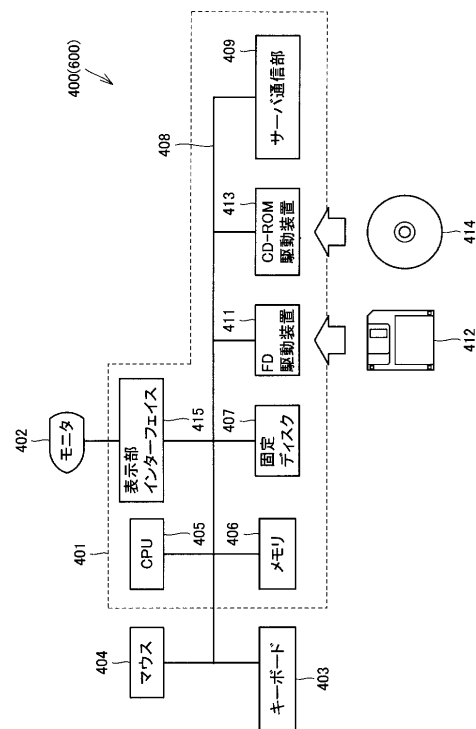 400(600)
402
モニタ
401
表示部
インターフェイス
415
404
マウス
CPU
405
408
キーボード
403
メモリ
406
固定
ディスク
407
FD
駆動装置
411
CD-ROM
駆動装置
413
サーバ通信部
409
412
414